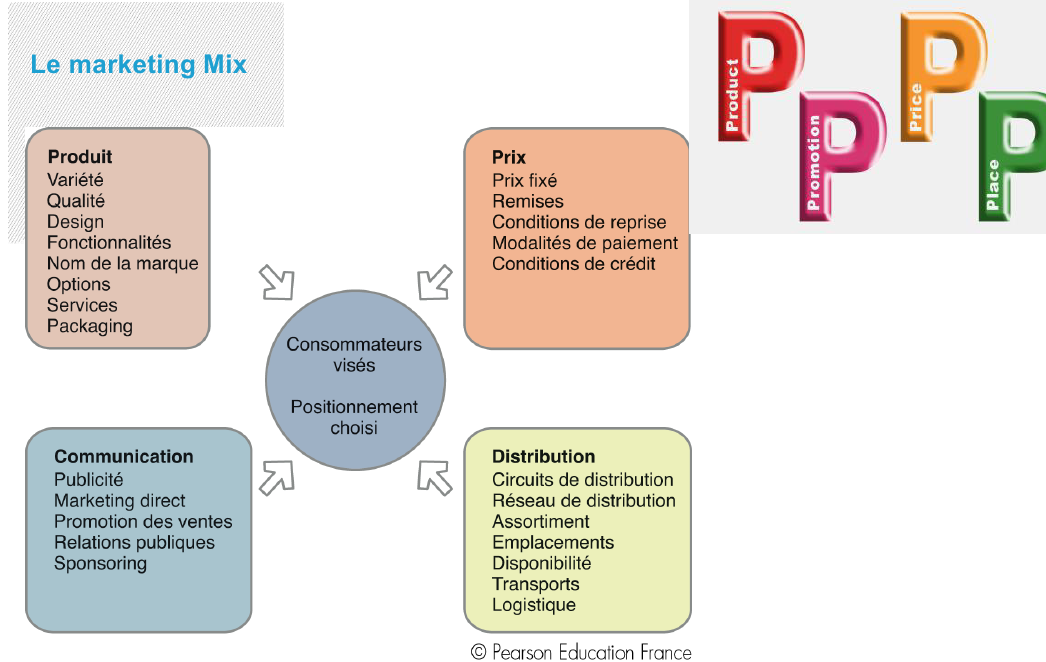 Le marketing Mix
Product
Promotion
Price
Place
Produit
Variété
Qualité
Design
Fonctionnalités
Nom de la marque
Options
Services
Packaging
Prix
Prix fixé
Remises
Conditions de reprise
Modalités de paiement
Conditions de crédit
Consommateurs
visés
Positionnement
choisi
Communication
Publicité
Marketing direct
Promotion des ventes
Relations publiques
Sponsoring
Distribution
Circuits de distribution
Réseau de distribution
Assortiment
Emplacements
Disponibilité
Transports
Logistique
© Pearson Education France